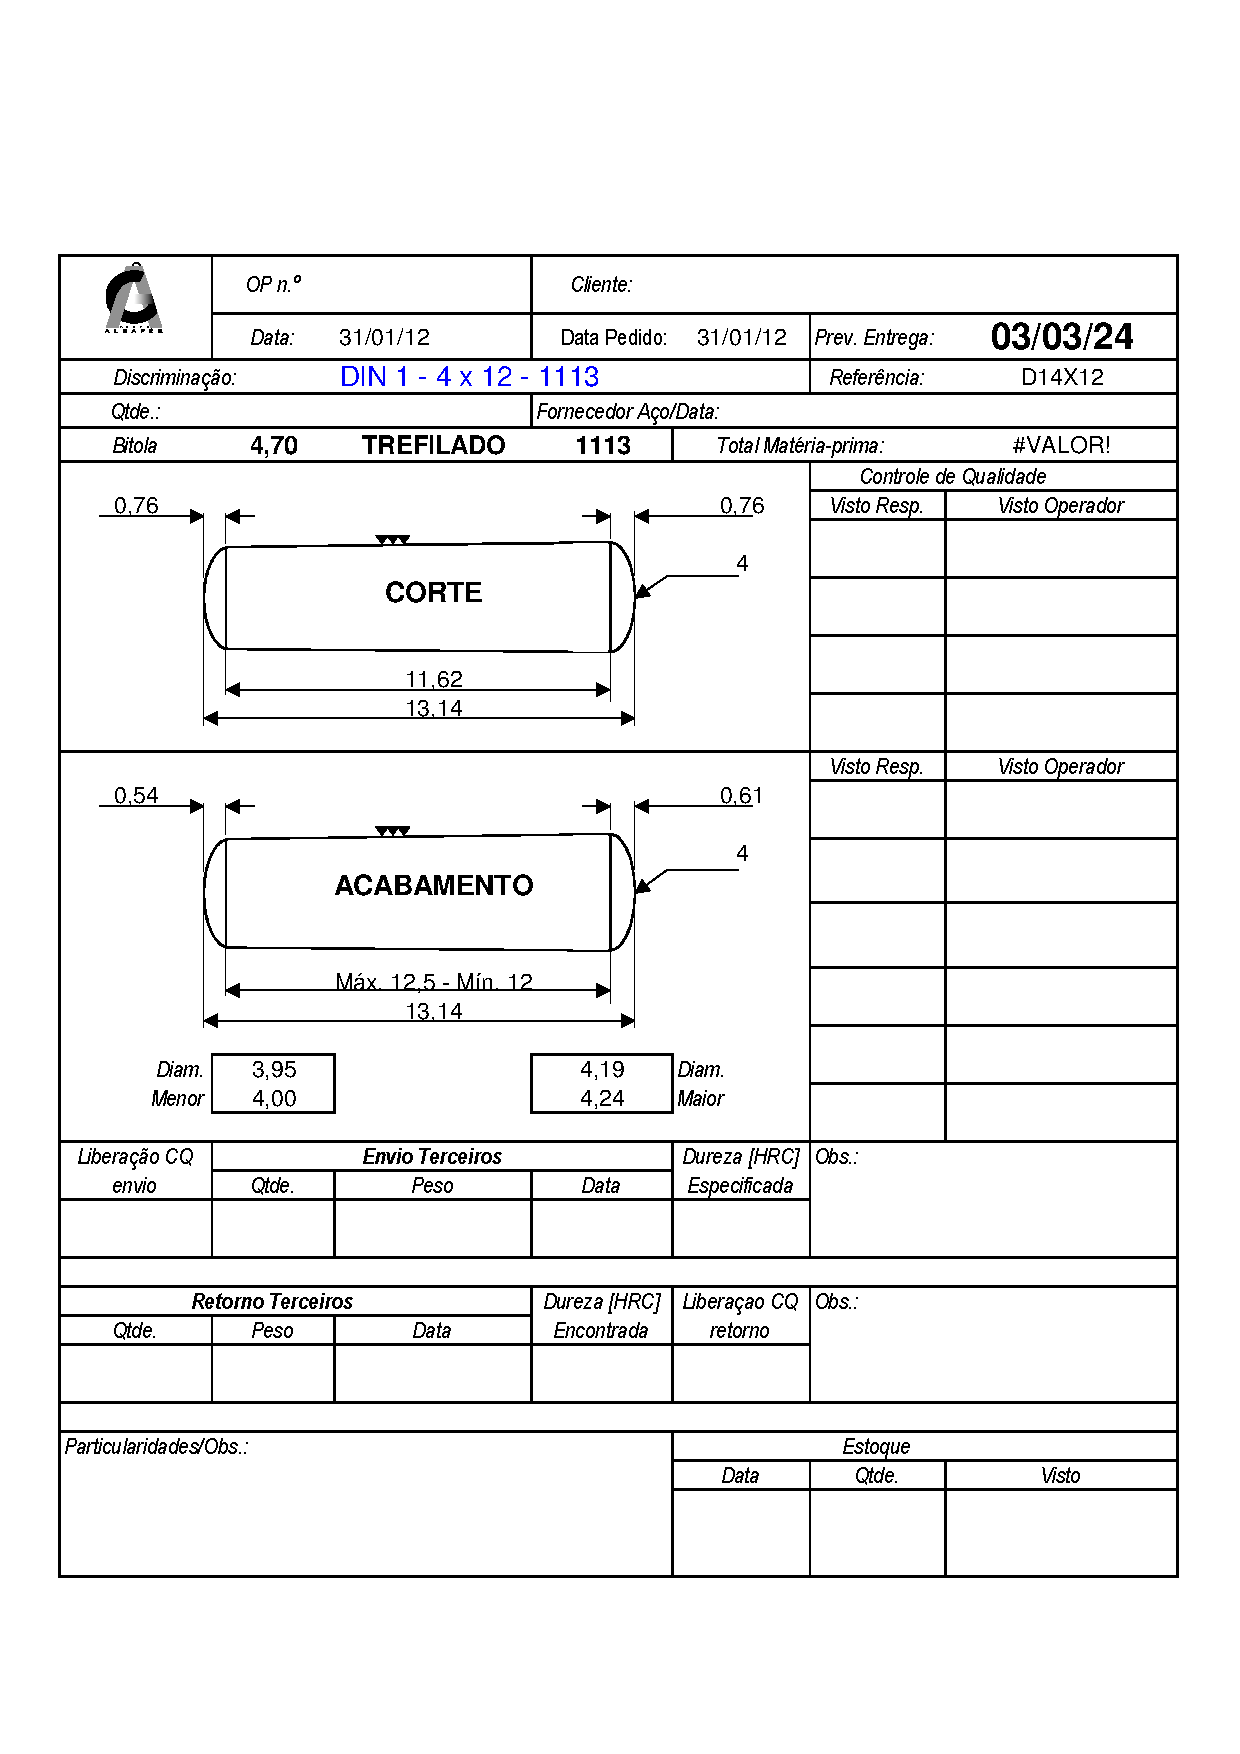 OP n.º Cliente:
ALBAFER
Data: 31/01/12 Data Pedido: 31/01/12 Prev. Entrega: 03/03/24
Discriminação: DIN 1 - 4 x 12 - 1113 Referência: D14X12
Qtde.: Fornecedor Aço/Data:
Bitola 4,70 TREFILADO 1113 Total Matéria-prima: #VALOR!
Controle de Qualidade
0,76 0,76 Visto Resp. Visto Operador
4
CORTE
11,62
13,14
Visto Resp. Visto Operador
0,54 0,61
4
ACABAMENTO
Máx. 12,5 - Mín. 12
13,14
Diam. 3,95 4,19 Diam.
Menor 4,00 4,24 Maior
Liberação CQ Envio Terceiros Dureza [HRC] Obs.:
envio Qtde. Peso Data Especificada
Retorno Terceiros Dureza [HRC] Liberaçao CQ Obs.:
Qtde. Peso Data Encontrada retorno
Particularidades/Obs.: Estoque
Data Qtde. Visto